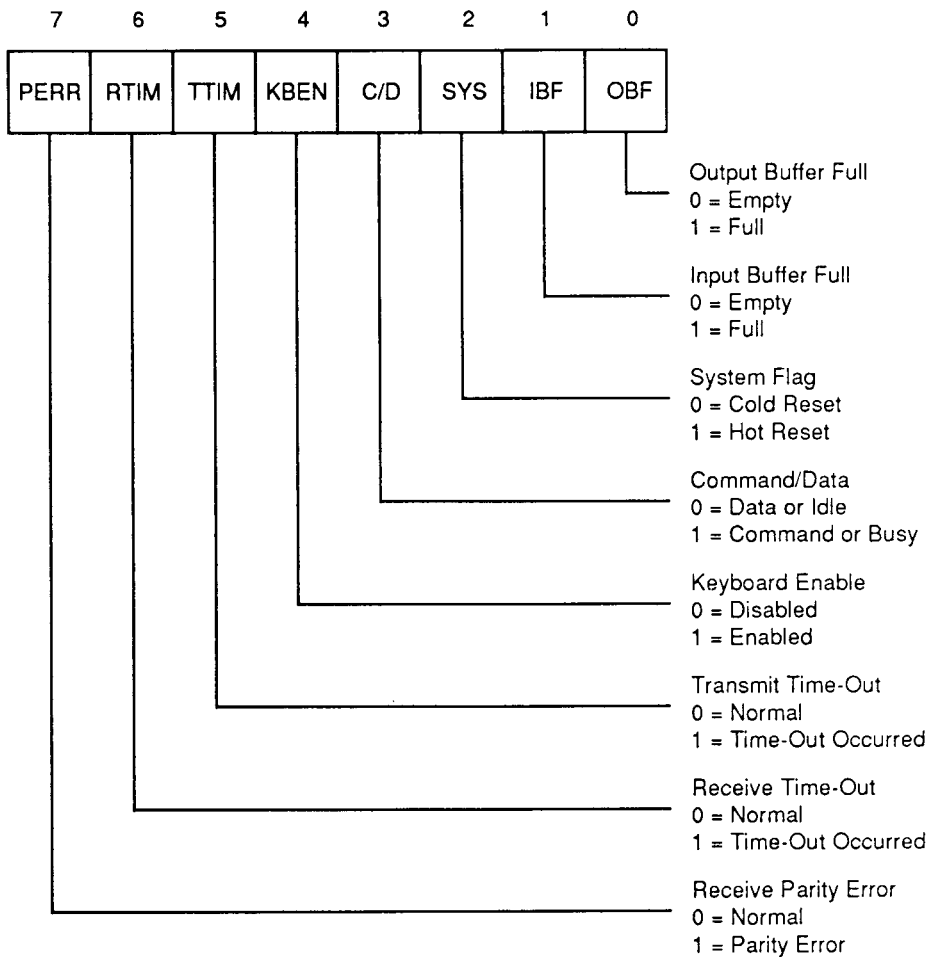 7 6 5 4 3 2 1 0
PERR RTIM TTIM KBEN C/D SYS IBF OBF
Output Buffer Full
0 = Empty
1 = Full
Input Buffer Full
0 = Empty
1 = Full
System Flag
0 = Cold Reset
1 = Hot Reset
Command/Data
0 = Data or Idle
1 = Command or Busy
Keyboard Enable
0 = Disabled
1 = Enabled
Transmit Time-Out
0 = Normal
1 = Time-Out Occurred
Receive Time-Out
0 = Normal
1 = Time-Out Occurred
Receive Parity Error
0 = Normal
1 = Parity Error